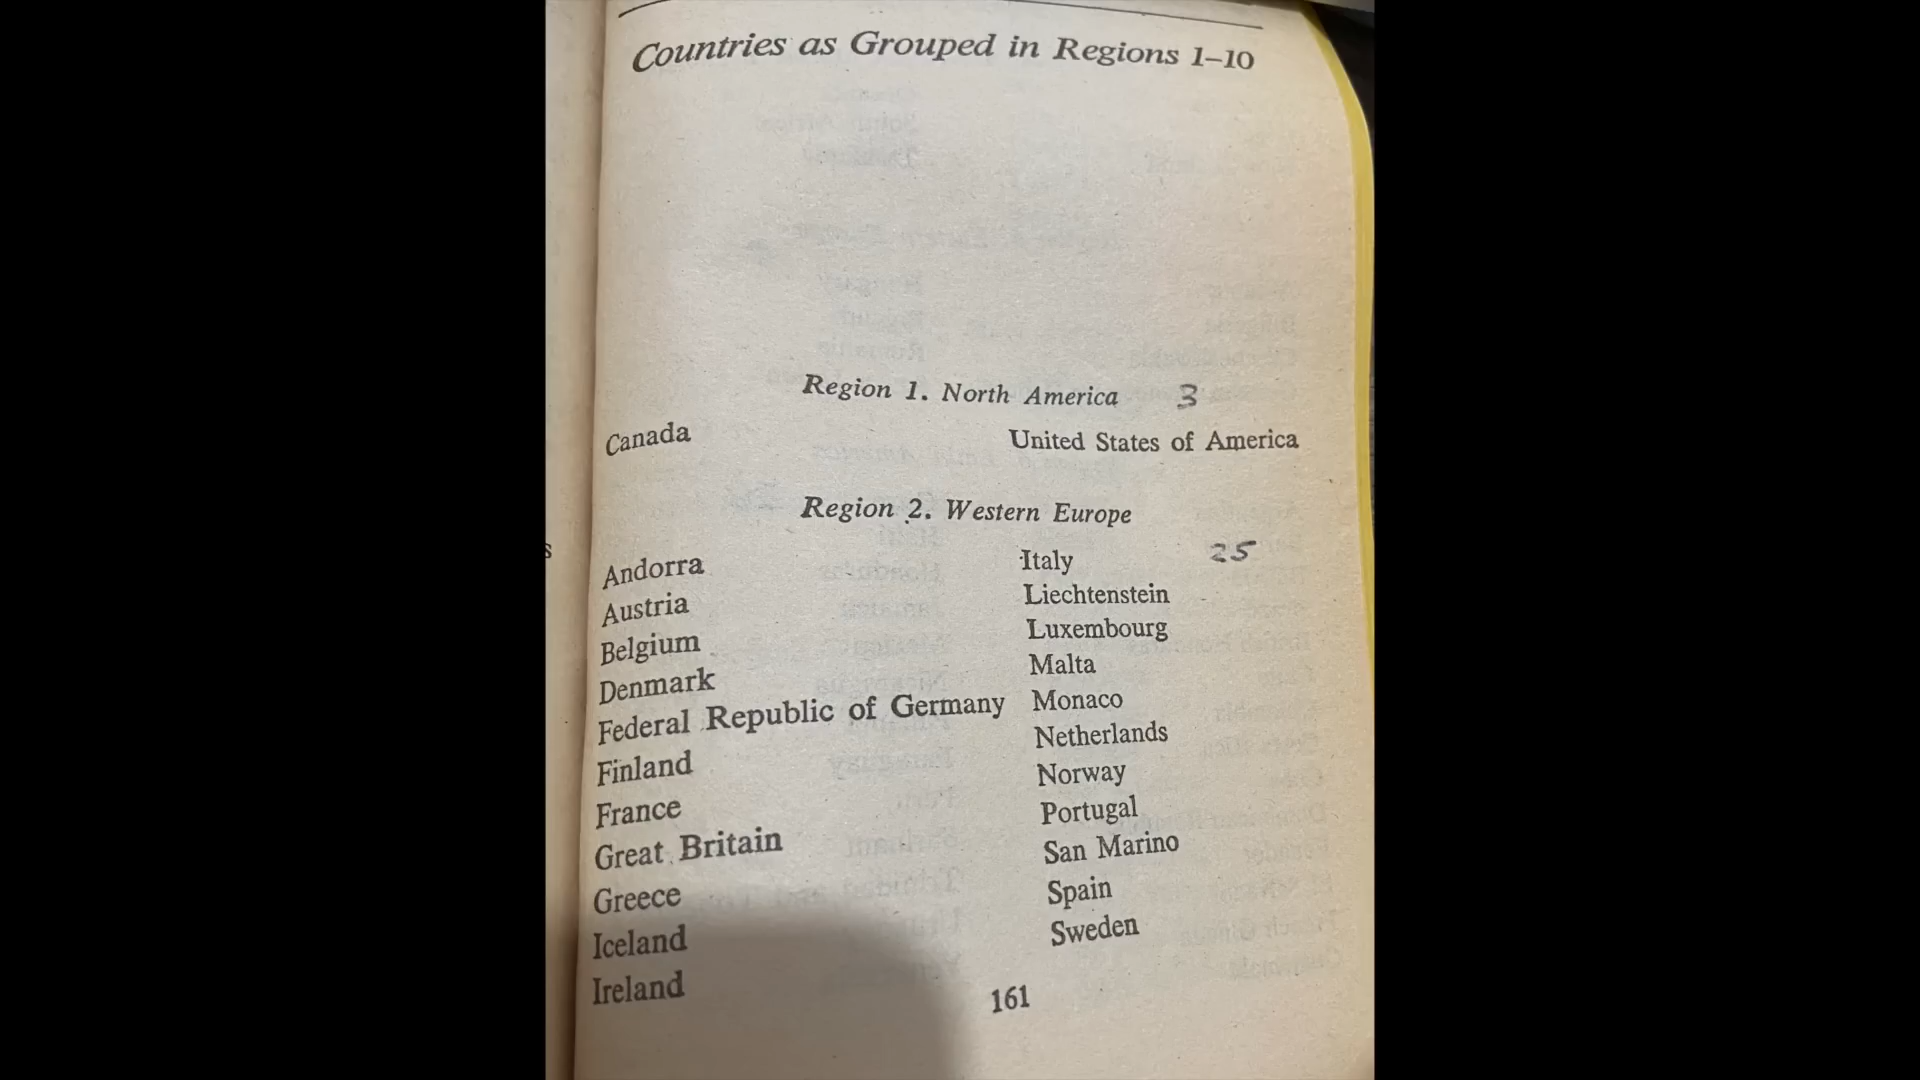 Countries as Grouped in Regions 1–10
Region 1. North America 3
Canada
United States of America
Region 2. Western Europe
25
Andorra
Austria
Belgium
Denmark
Federal Republic of Germany
Finland
France
Great Britain
Greece
Iceland
Ireland
Italy
Liechtenstein
Luxembourg
Malta
Monaco
Netherlands
Norway
Portugal
San Marino
Spain
Sweden
161